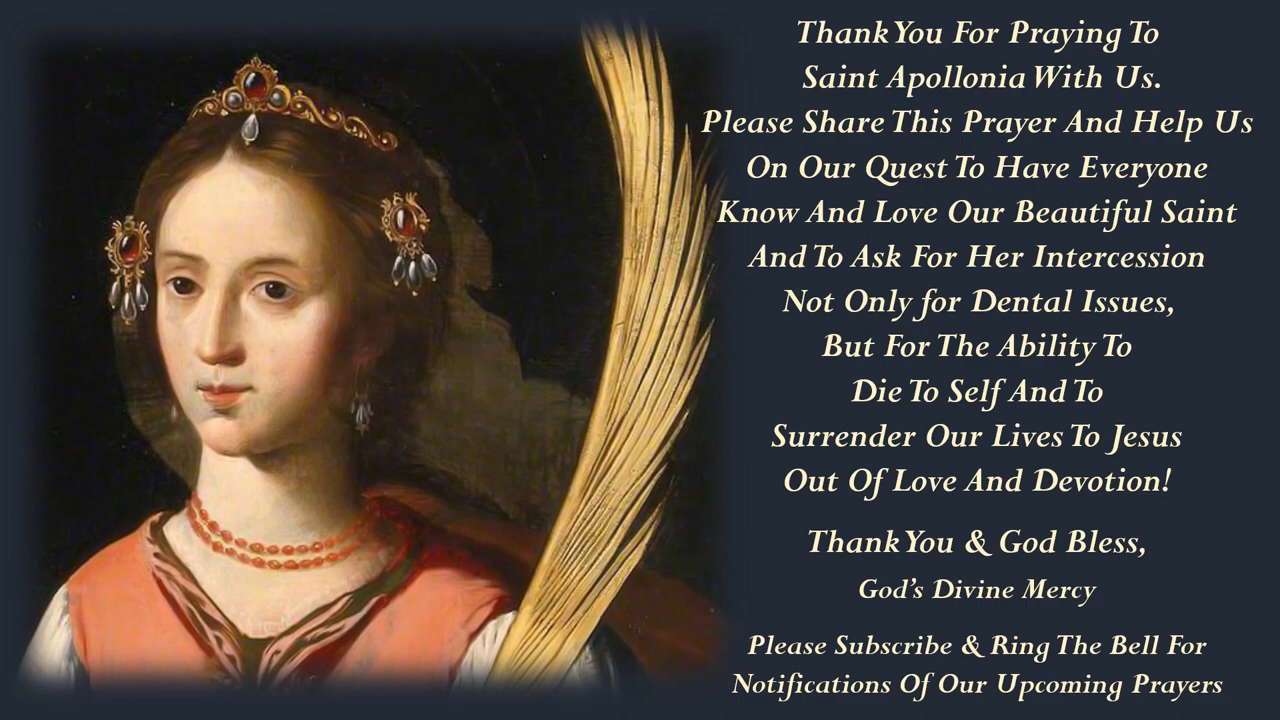 Thank You For Praying To
Saint Apollonia With Us.
Please Share This Prayer And Help Us
On Our Quest To Have Everyone
Know And Love Our Beautiful Saint
And To Ask For Her Intercession
Not Only for Dental Issues,
But For The Ability To
Die To Self And To
Surrender Our Lives To Jesus
Out Of Love And Devotion!
Thank You & God Bless,
God’s Divine Mercy
Please Subscribe & Ring The Bell For
Notifications Of Our Upcoming Prayers